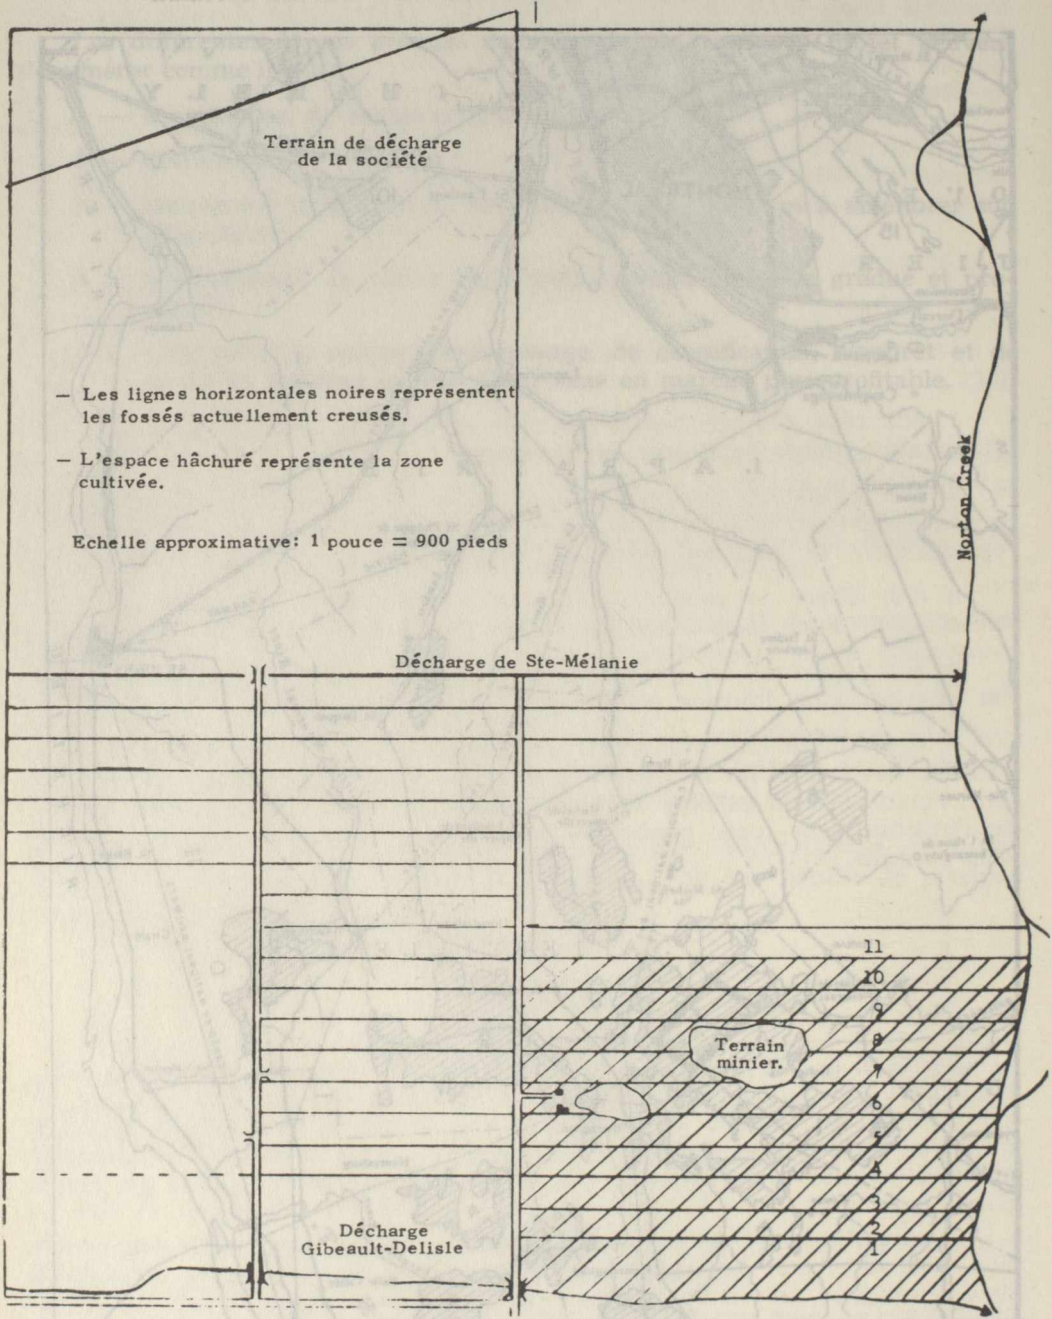 Terrain de décharge
de la société
— Les lignes horizontales noires représentent
les fossés actuellement creusés.
— L'espace hâchuré représente la zone
cultivée.
Echelle approximative: 1 pouce = 900 pieds
Norton Creek
Décharge de Ste-Mélanie
11
10
9
8
Terrain
minier.
7
6
5
4
3
2
1
Décharge
Gibeault-Delisle